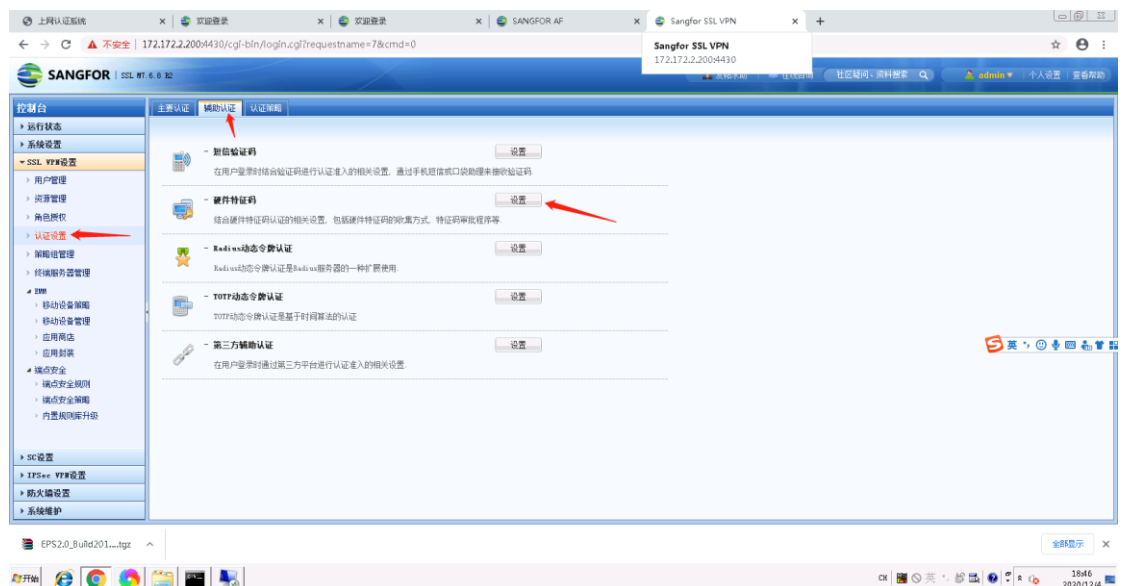 上网认证系统
欢迎登录
欢迎登录
SANGFOR AF
Sangfor SSL VPN
不安全 | 172.172.2.200:4430/cgi-bin/login.cgi?requestname=7&cmd=0
Sangfor SSL VPN
172.172.2.200:4430
SANGFOR | SSL M7.6.8 R2
社区疑问、资料搜索
admin
个人设置
查看帮助
控制台
主要认证
辅助认证
认证策略
运行状态
系统设置
SSL VPN设置
用户管理
资源管理
角色授权
认证设置
策略组管理
终端服务器管理
EMM
移动设备策略
移动设备管理
应用商店
应用封装
端点安全
端点安全规则
端点安全策略
内置规则库升级
SC设置
IPSec VPN设置
防火墙设置
系统维护
- 短信验证码
设置
在用户登录时结合验证码进行认证准入的相关设置，通过手机短信或口袋助理来接收验证码.
- 硬件特征码
设置
结合硬件特征码认证的相关设置，包括硬件特征码的收集方式，特征码审批程序等.
- Radius动态令牌认证
设置
Radius动态令牌认证是Radius服务器的一种扩展使用.
- TOTP动态令牌认证
设置
TOTP动态令牌认证是基于时间算法的认证
- 第三方辅助认证
设置
在用户登录时通过第三方平台进行认证准入的相关设置.
英
EPS2.0_Build201....tgz
全部显示
开始
CH
英
18:46
2020/12/4